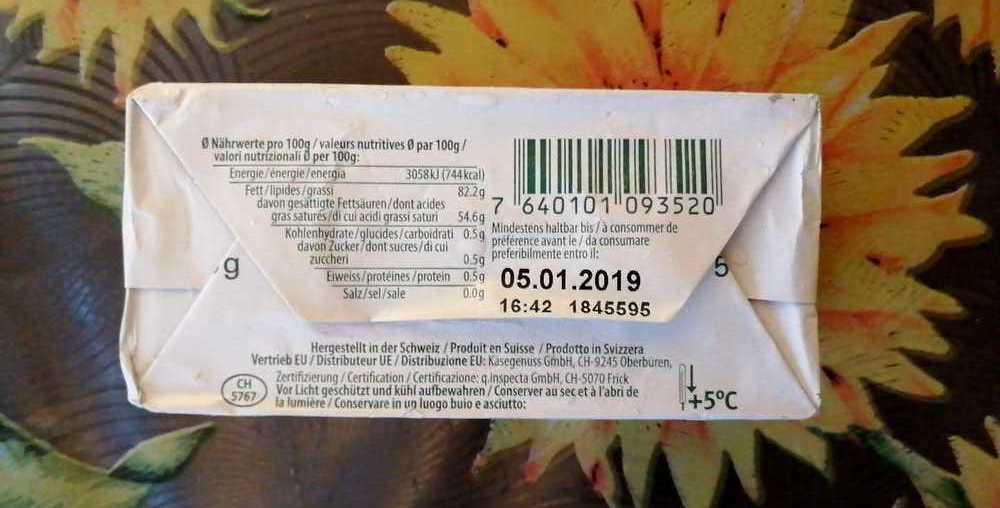 Ø Nährwerte pro 100g / valeurs nutritives Ø par 100g /
valori nutrizionali Ø per 100g:
Energie/énergie/energia 3058kJ (744kcal)
Fett/lipides/grassi 82.2g
davon gesättigte Fettsäuren/dont acides
gras saturés/di cui acidi grassi saturi 54.6g
Kohlenhydrate/glucides/carboidrati 0.5g
davon Zucker/dont sucres/di cui
zuccheri 0.5g
Eiweiss/protéines/protein 0.5g
Salz/sel/sale 0.0g
7 640101 093520
Mindestens haltbar bis / à consommer de
préférence avant le / da consumare
preferibilmente entro il:
05.01.2019
16:42 1845595
g
5
Hergestellt in der Schweiz / Produit en Suisse / Prodotto in Svizzera
Vertrieb EU / Distributeur UE / Distribuzione EU: Käsegenuss GmbH, CH-9245 Oberbüren,
Zertifizierung / Certification / Certificazione: q.inspecta GmbH, CH-5070 Frick
Vor Licht geschützt und kühl aufbewahren / Conserver au sec et à l'abri de
la lumière / Conservare in un luogo buio e asciutto:
CH
5767
+5°C